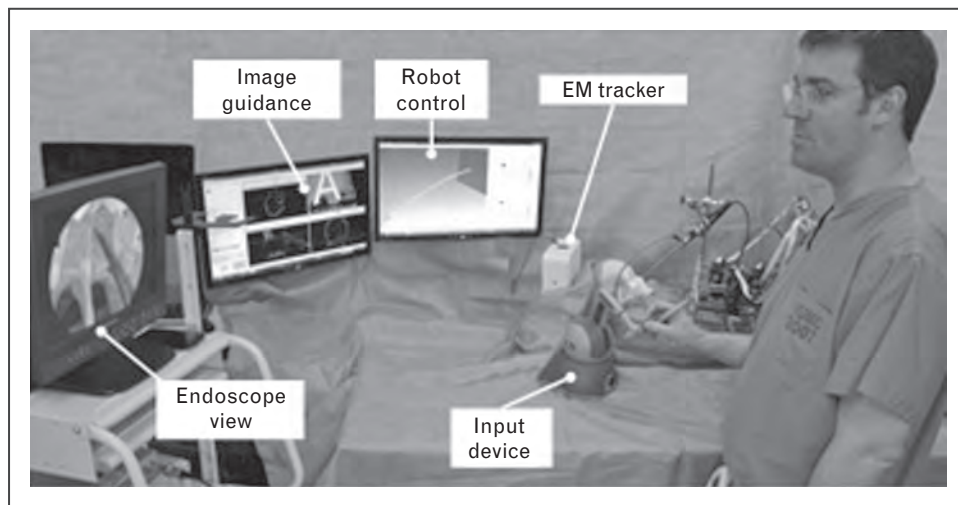 Image
guidance
Robot
control
EM tracker
A
Endoscope
view
Input
device